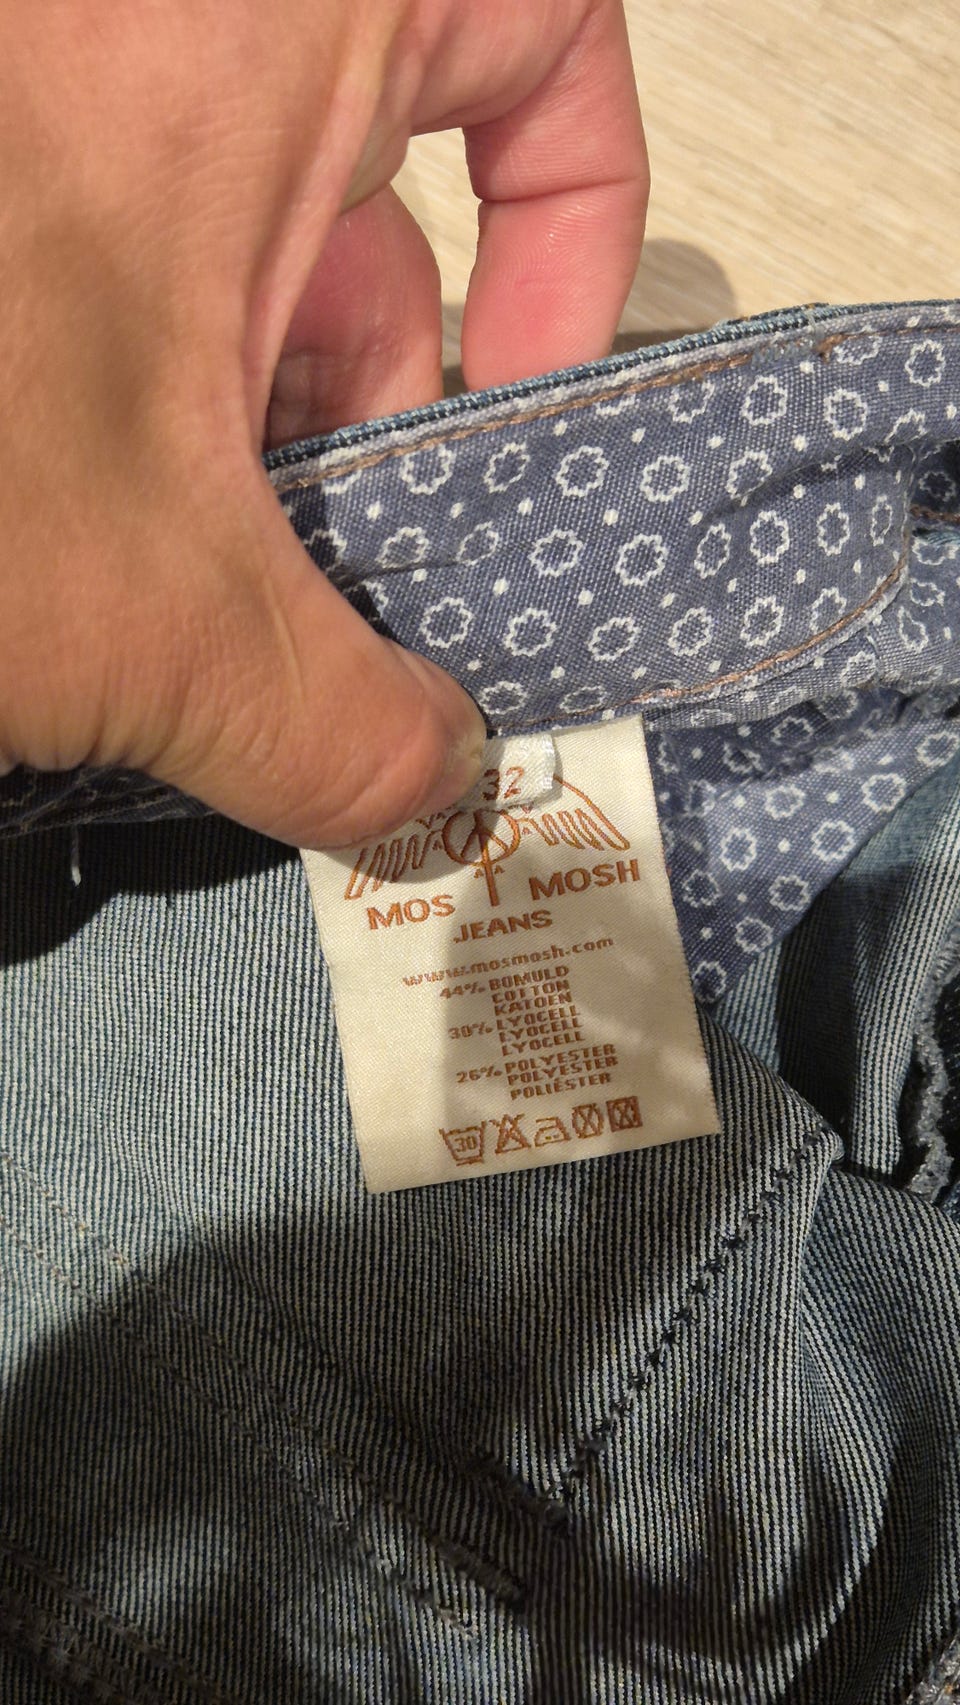 32
MOS MOSH
JEANS
www.mosmosh.com
44% BOMULD
COTTON
KATOEN
30% LYOCELL
LYOCELL
LYOCELL
26% POLYESTER
POLYESTER
POLIÉSTER
30